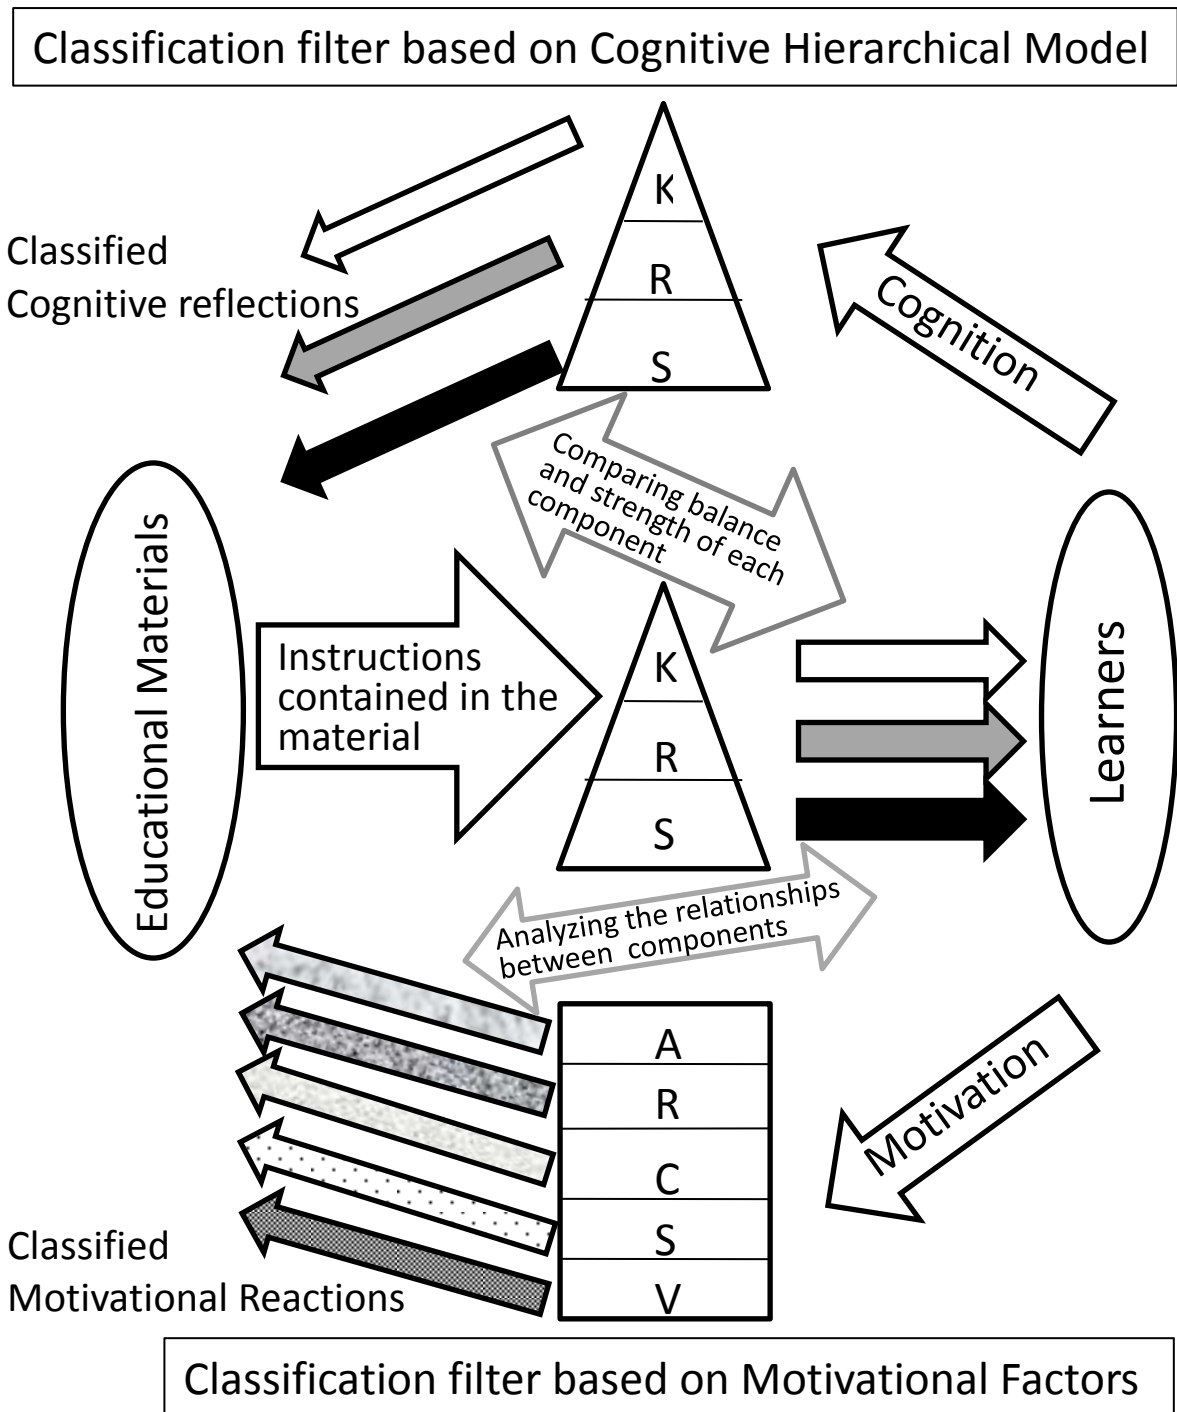 Classification filter based on Cognitive Hierarchical Model
K
R
S
Classified
Cognitive reflections
Cognition
Comparing balance
and strength of each
component
Educational Materials
Instructions
contained in the
material
K
R
S
Learners
Analyzing the relationships
between components
A
R
C
S
V
Motivation
Classified
Motivational Reactions
Classification filter based on Motivational Factors